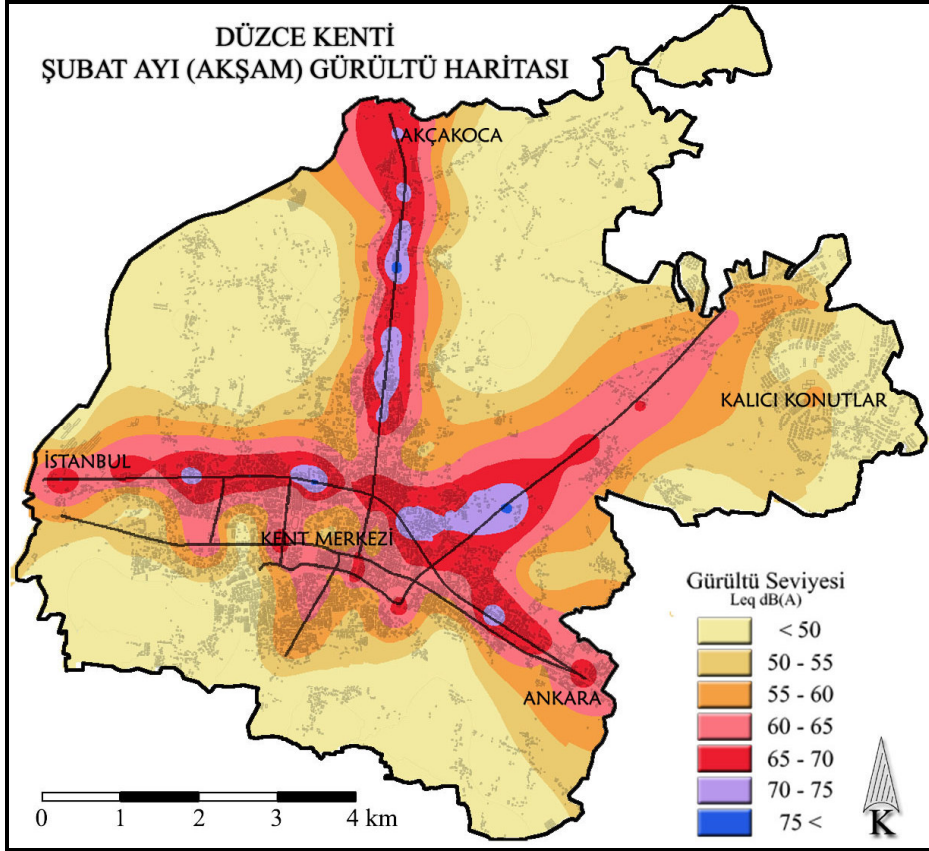 DÜZCE KENTİ
ŞUBAT AYI (AKŞAM) GÜRÜLTÜ HARİTASI
AKÇAKOCA
KALICI KONUTLAR
İSTANBUL
KENT MERKEZİ
ANKARA
Gürültü Seviyesi
Leq dB(A)
< 50
50 - 55
55 - 60
60 - 65
65 - 70
70 - 75
75 <
0 1 2 3 4 km
K